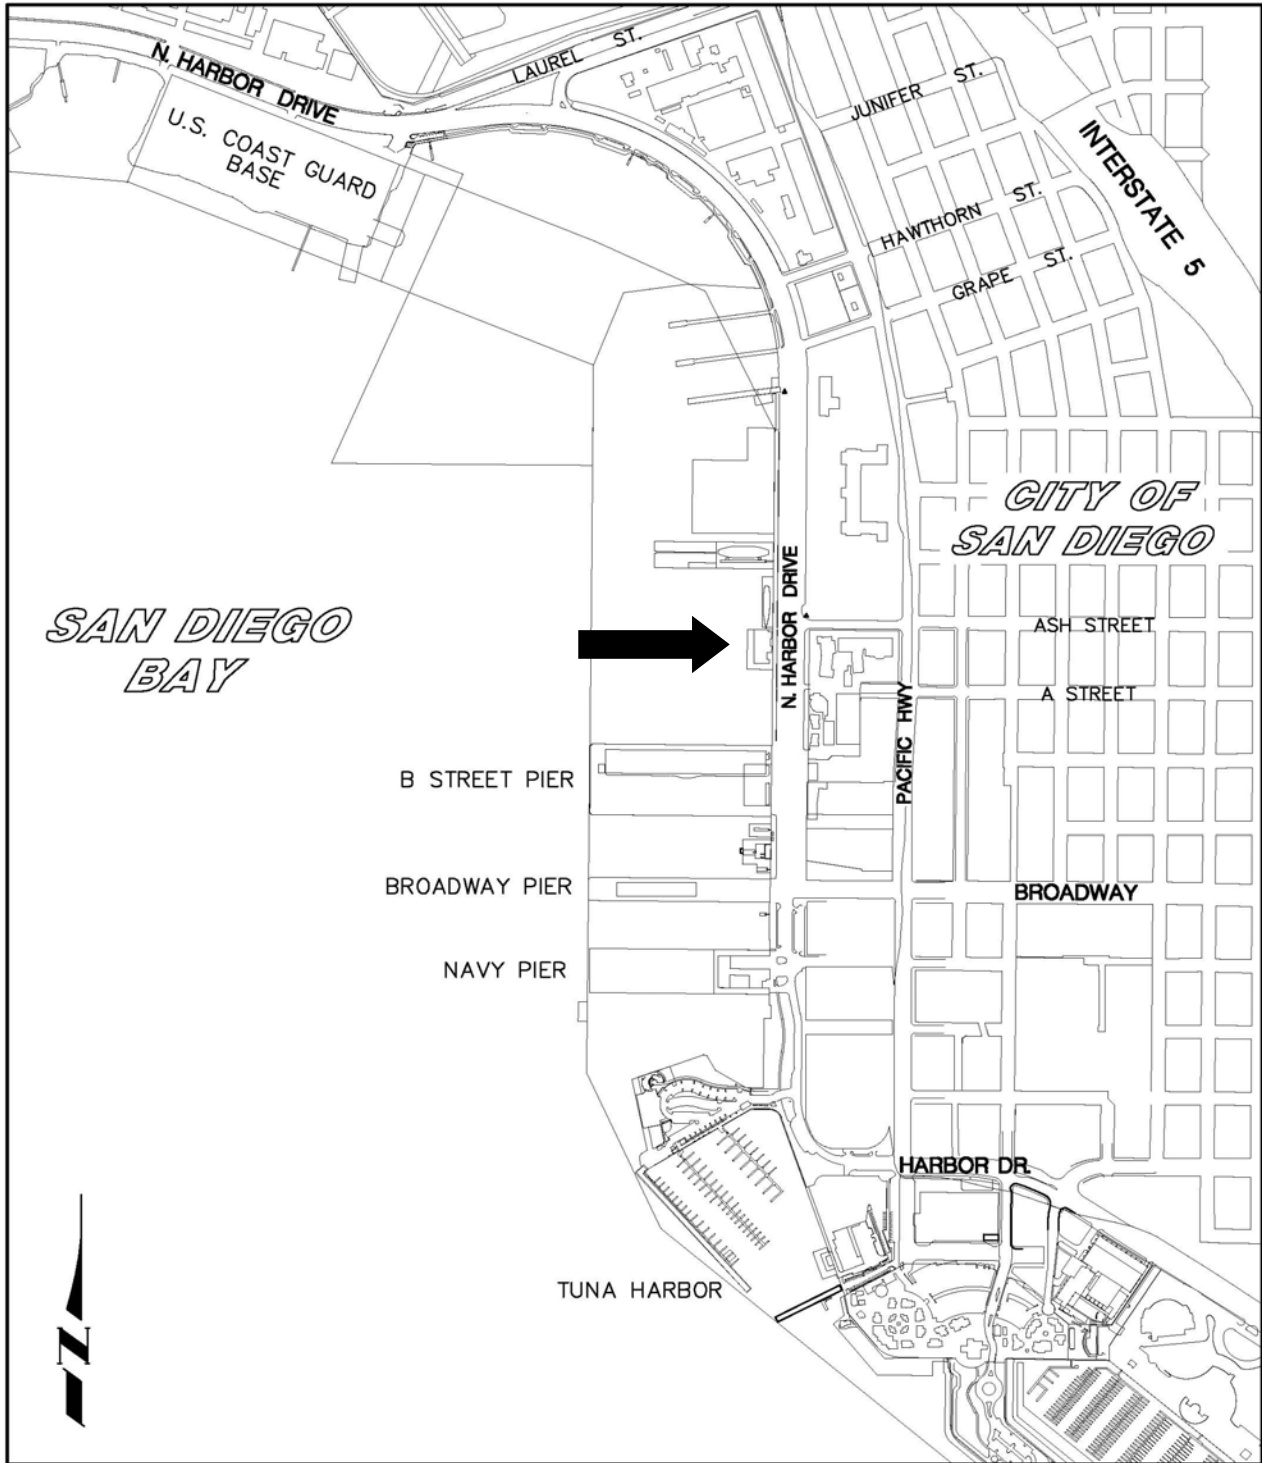 N. HARBOR DRIVE
LAUREL ST.
U.S. COAST GUARD
BASE
JUNIFER ST.
INTERSTATE 5
HAWTHORN ST.
GRAPE ST.
CITY OF
SAN DIEGO
SAN DIEGO
BAY
N. HARBOR DRIVE
ASH STREET
A STREET
PACIFIC HWY
B STREET PIER
BROADWAY PIER
BROADWAY
NAVY PIER
HARBOR DR.
TUNA HARBOR
N